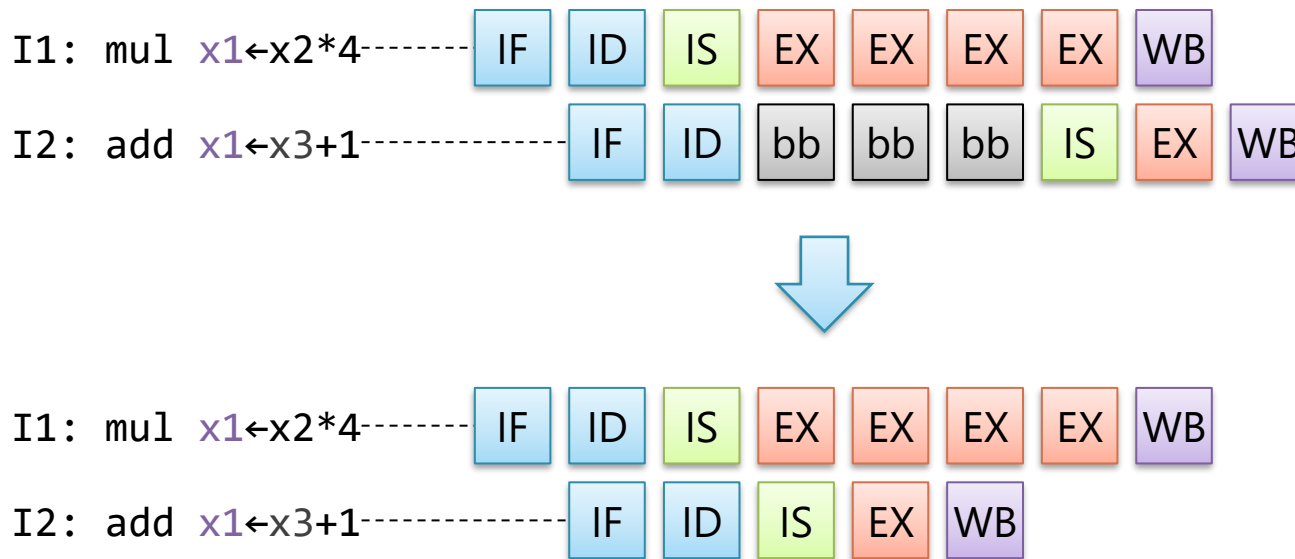 I1: mul x1←x2*4 IF ID IS EX EX EX EX WB
I2: add x1←x3+1 IF ID bb bb bb IS EX WB
I1: mul x1←x2*4 IF ID IS EX EX EX EX WB
I2: add x1←x3+1 IF ID IS EX WB